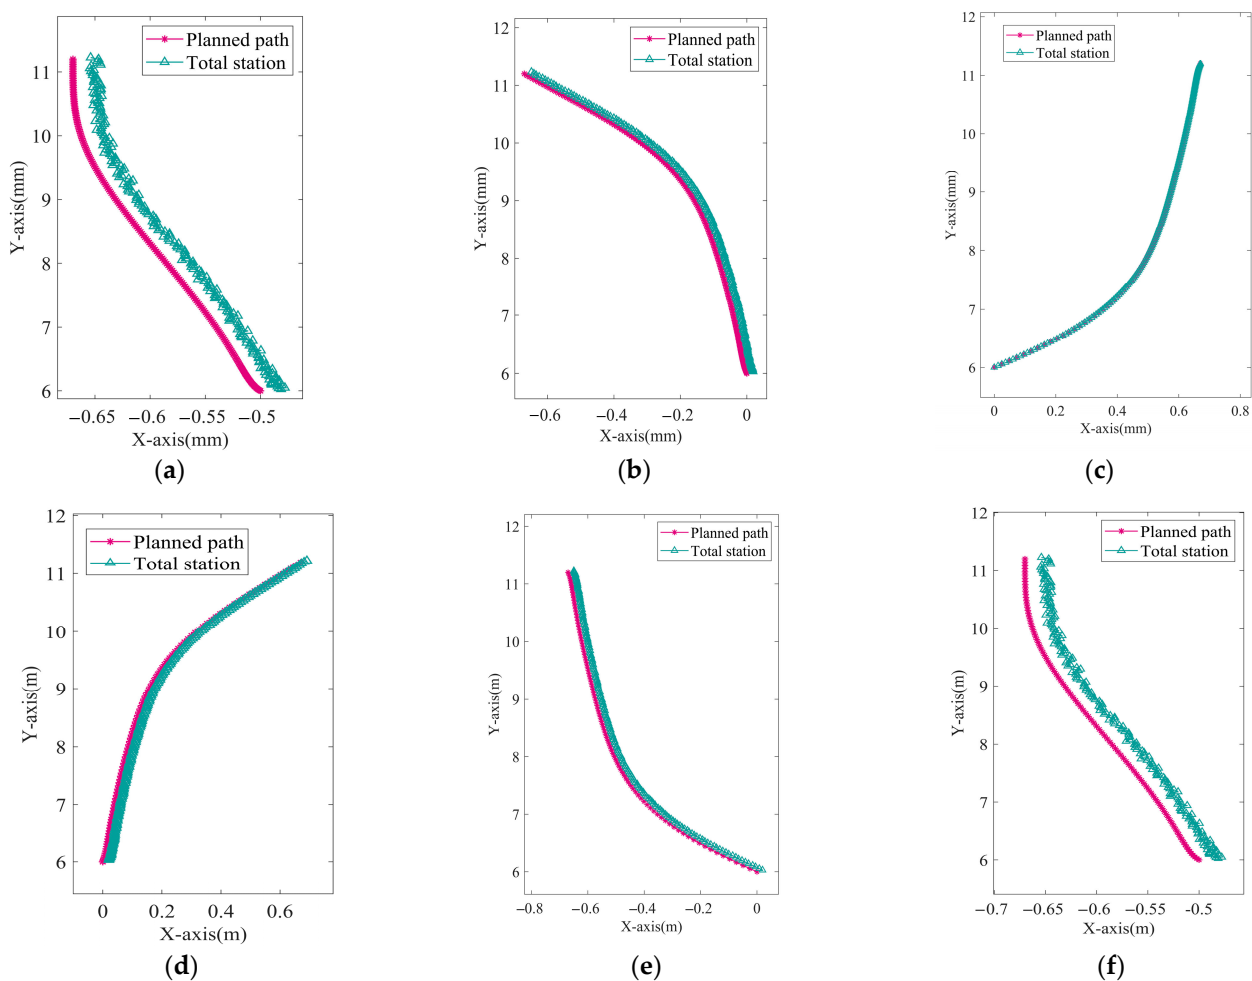 Planned path
Total station
11
10
9
8
7
6
Y-axis(mm)
−0.65 −0.6 −0.55 −0.5
X-axis(mm)
(a)
Planned path
Total station
12
11
10
9
8
7
6
Y-axis(mm)
−0.6 −0.4 −0.2 0
X-axis(mm)
(b)
Planned path
Total station
12
11
10
9
8
7
6
Y-axis(mm)
0 0.2 0.4 0.6 0.8
X-axis(mm)
(c)
Planned path
Total station
12
11
10
9
8
7
6
Y-axis(m)
0 0.2 0.4 0.6
X-axis(m)
(d)
Planned path
Total station
12
11
10
9
8
7
6
Y-axis(m)
−0.8 −0.6 −0.4 −0.2 0
X-axis(m)
(e)
Planned path
Total station
12
11
10
9
8
7
6
Y-axis(m)
−0.7 −0.65 −0.6 −0.55 −0.5
X-axis(m)
(f)